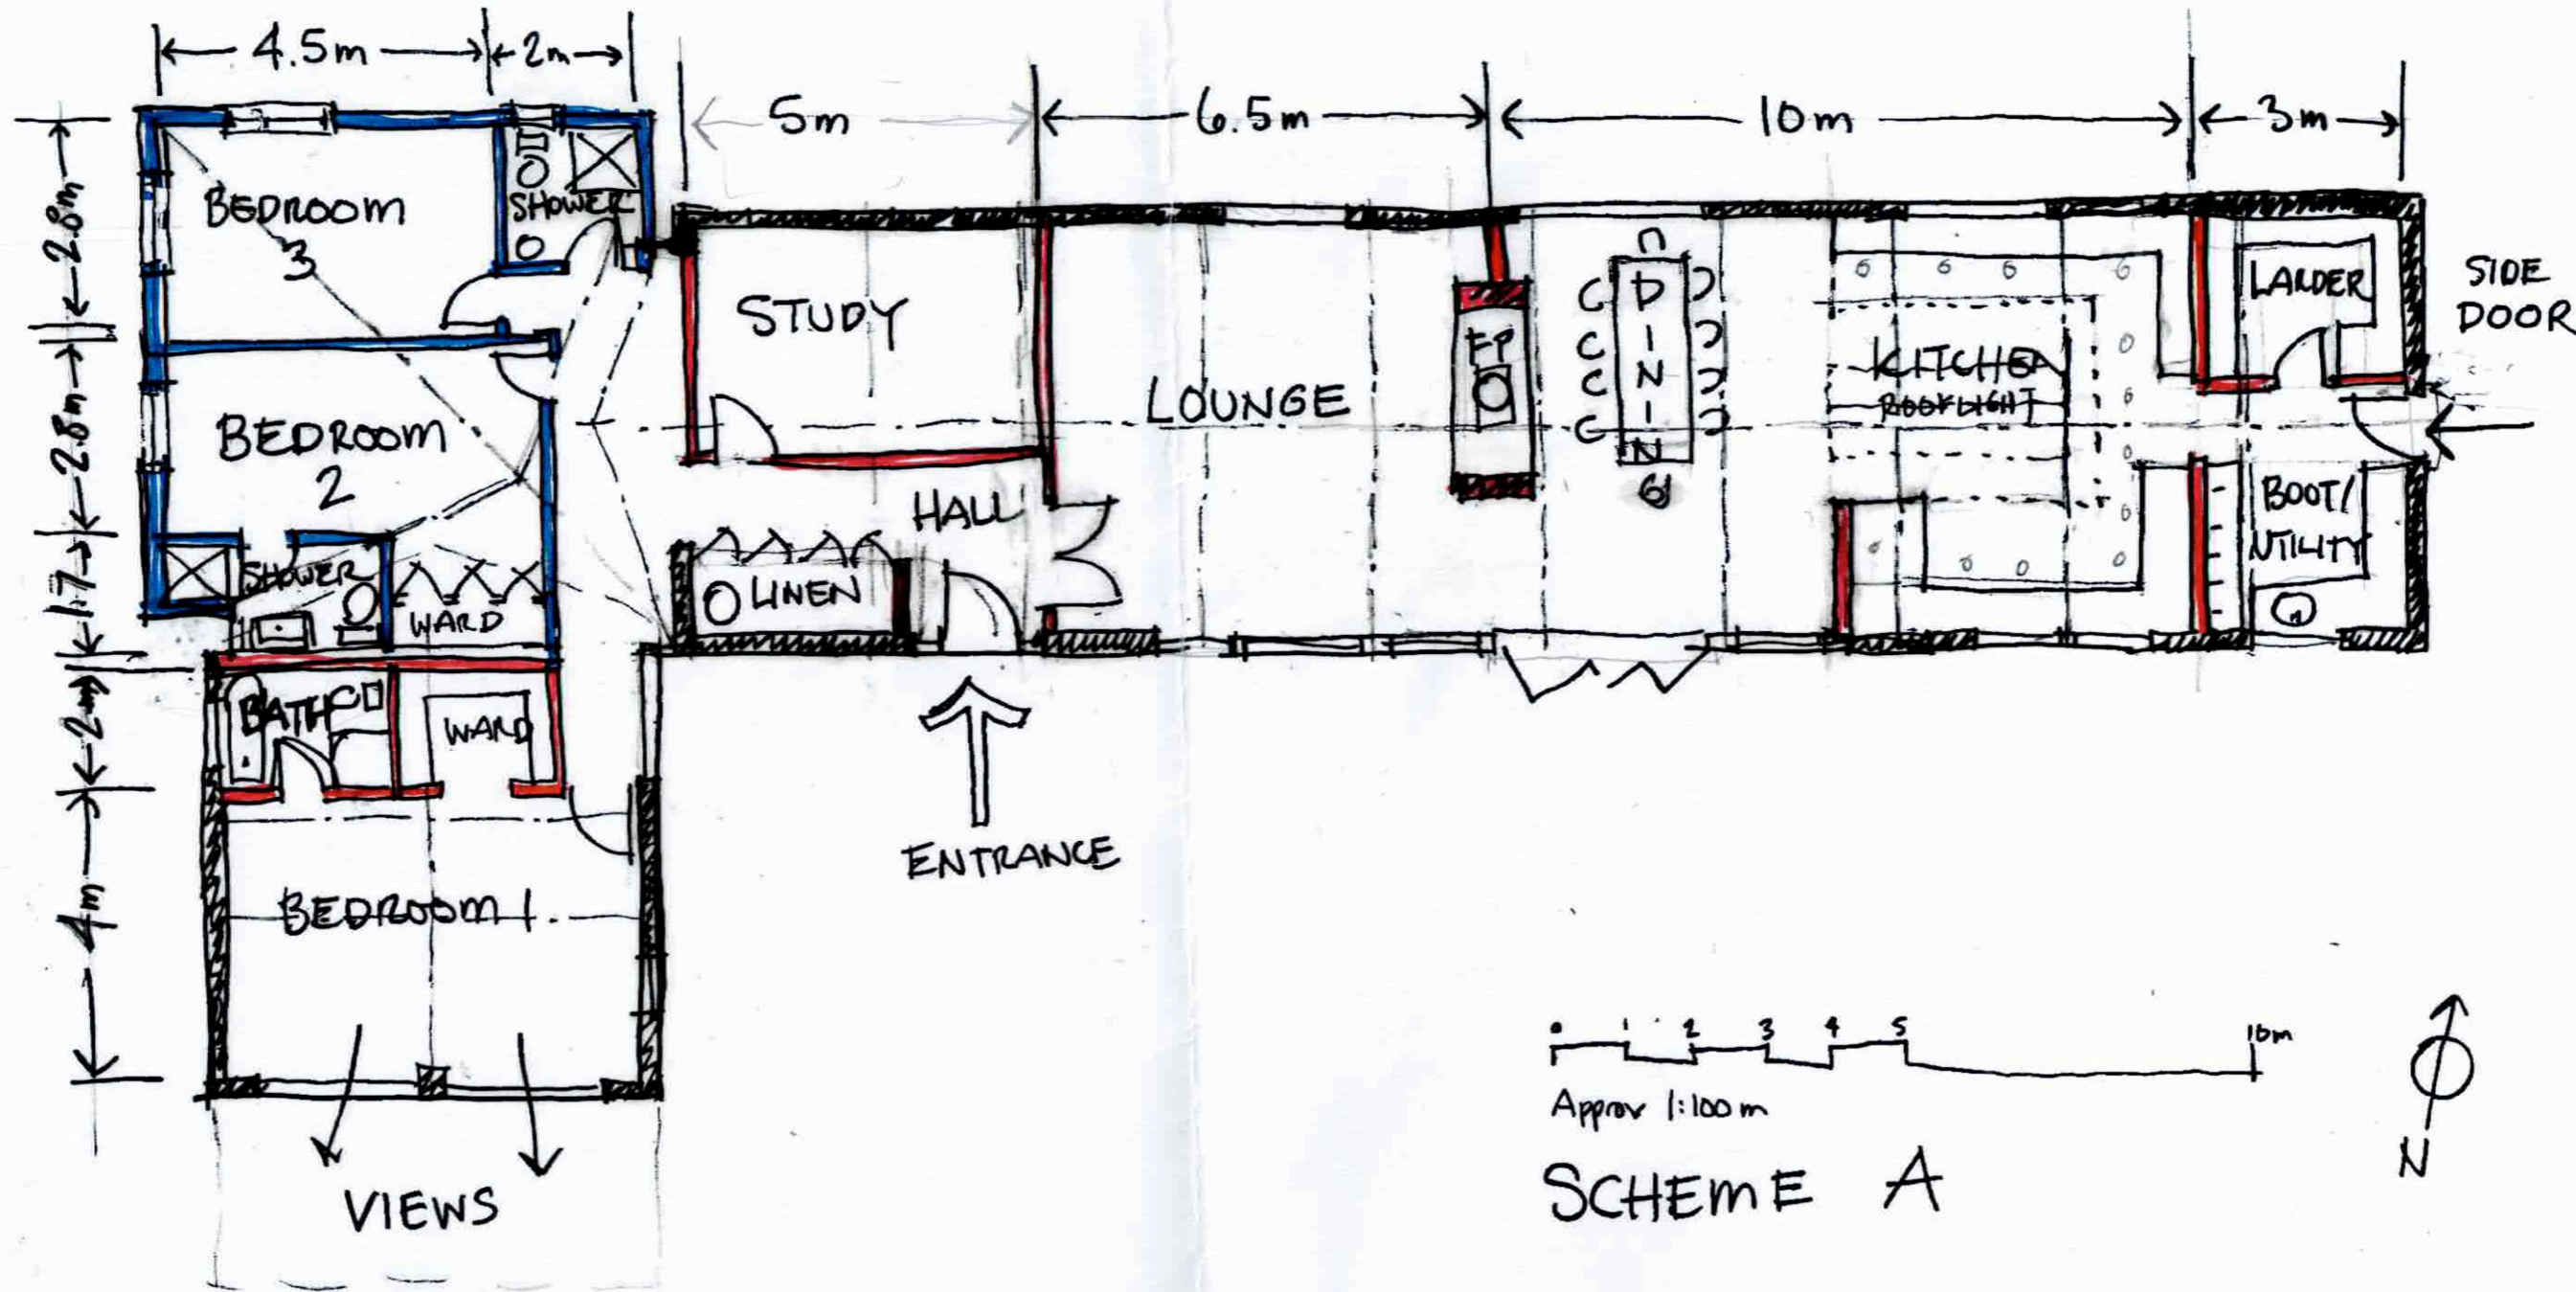 4.5m
2m
5m
6.5m
10m
3m
2.8m
2.8m
1.7
2m
4m
BEDROOM
3
SHOWER
STUDY
LOUNGE
FP
DINING
KITCHEN
ROOFLIGHT
LARDER
SIDE
DOOR
BEDROOM
2
SHOWER
WARD
HALL
LINEN
BOOT/
UTILITY
BATH
WARD
ENTRANCE
BEDROOM 1.
VIEWS
0 1 2 3 4 5 10m
Approx 1:100m
SCHEME A
N